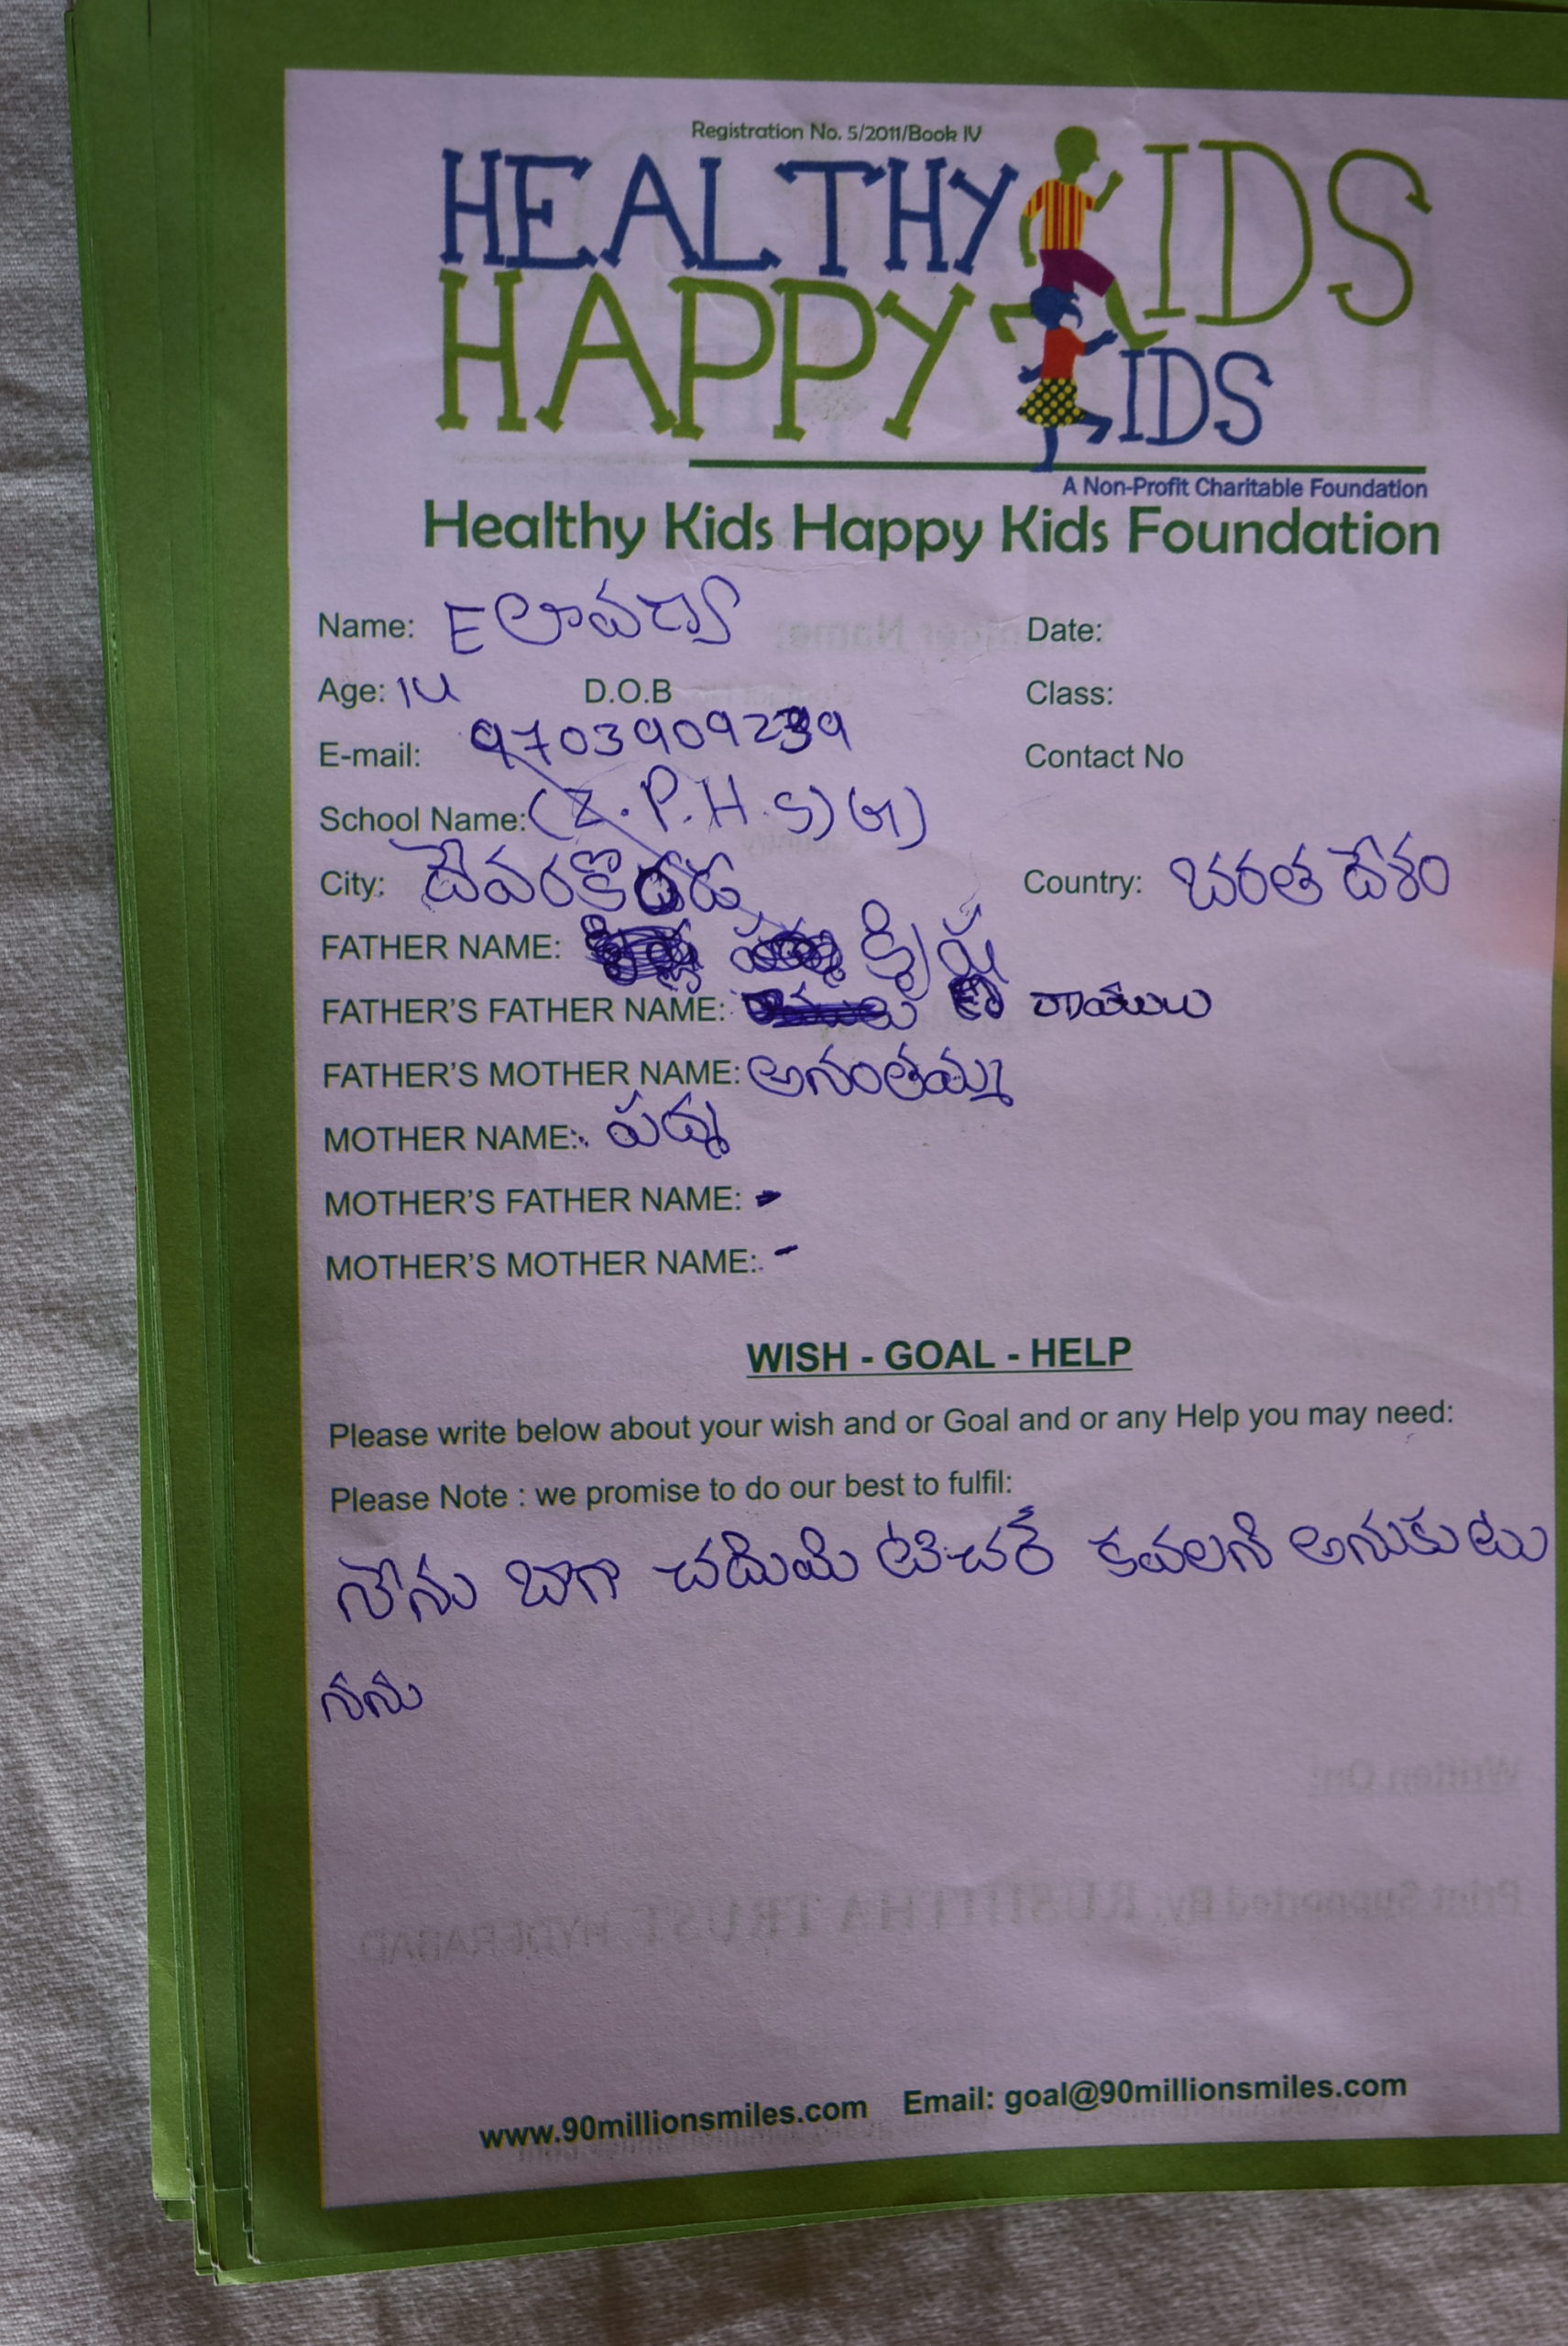 Registration No. 5/2011/Book IV
HEALTHY KIDS
HAPPY KIDS
A Non-Profit Charitable Foundation
Healthy Kids Happy Kids Foundation
Name: E లావణ్య Date:
Age: 14 D.O.B Class:
E-mail: 9703909239 Contact No
School Name: (Z.P.H.S) (G)
City: దేవరకొండ Country: భరత దేశం
FATHER NAME: క్రిష్ణ
FATHER'S FATHER NAME: రాములు
FATHER'S MOTHER NAME: అనంతమ్మ
MOTHER NAME: పద్మ
MOTHER'S FATHER NAME: -
MOTHER'S MOTHER NAME: -
WISH - GOAL - HELP
Please write below about your wish and or Goal and or any Help you may need:
Please Note : we promise to do our best to fulfil:
నేను బాగా చదువి టిచర్ కవలని అనుకుటు
నను
www.90millionsmiles.com Email: goal@90millionsmiles.com